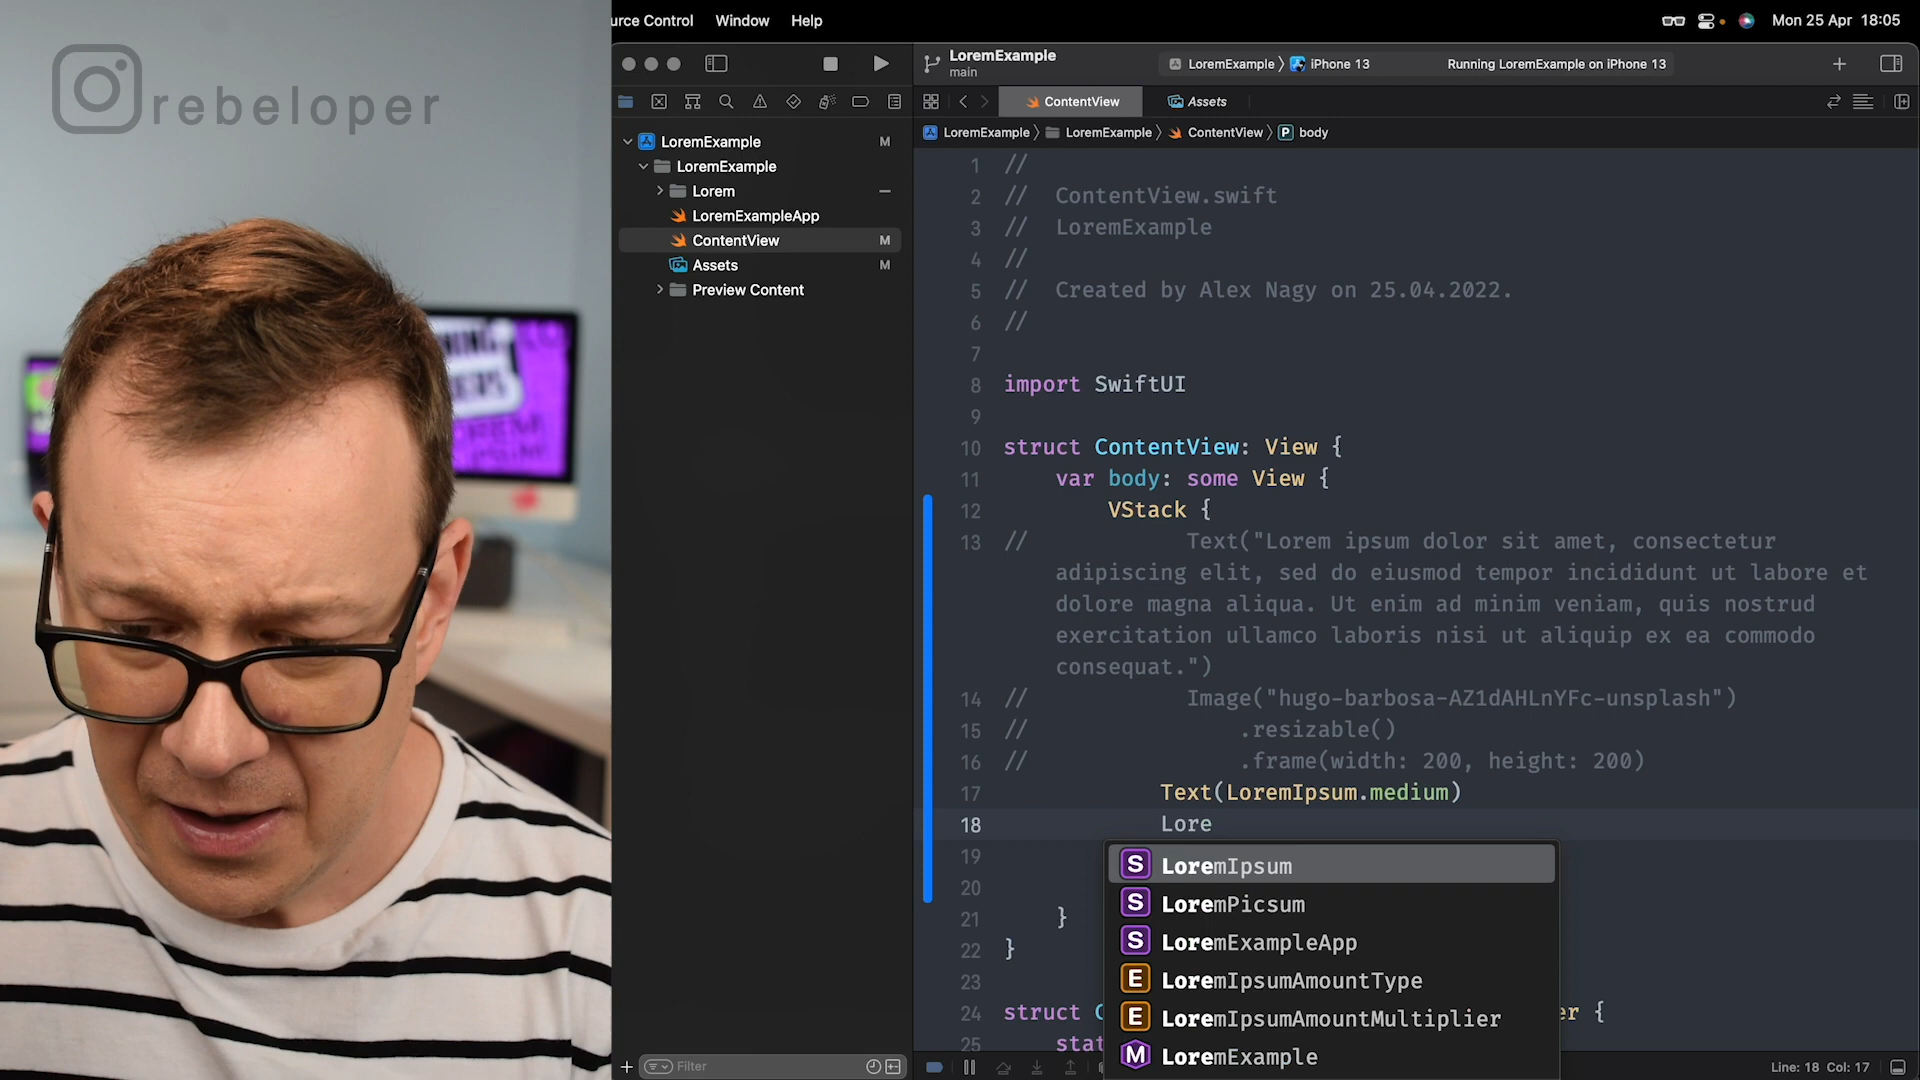 rebeloper
urce Control Window Help
Mon 25 Apr 18:05
LoremExample
main
LoremExample iPhone 13
Running LoremExample on iPhone 13
ContentView
Assets
LoremExample LoremExample ContentView P body
LoremExample M
LoremExample
Lorem
LoremExampleApp
ContentView M
Assets M
Preview Content
1 //
2 // ContentView.swift
3 // LoremExample
4 //
5 // Created by Alex Nagy on 25.04.2022.
6 //
7
8 import SwiftUI
9
10 struct ContentView: View {
11 var body: some View {
12 VStack {
13 // Text("Lorem ipsum dolor sit amet, consectetur
adipiscing elit, sed do eiusmod tempor incididunt ut labore et
dolore magna aliqua. Ut enim ad minim veniam, quis nostrud
exercitation ullamco laboris nisi ut aliquip ex ea commodo
consequat.")
14 // Image("hugo-barbosa-AZ1dAHLnYFc-unsplash")
15 // .resizable()
16 // .frame(width: 200, height: 200)
17 Text(LoremIpsum.medium)
18 Lore
19
20
21 }
22 }
23
24 struct C er {
25 stat
S LoremIpsum
S LoremPicsum
S LoremExampleApp
E LoremIpsumAmountType
E LoremIpsumAmountMultiplier
M LoremExample
Filter
Line: 18 Col: 17